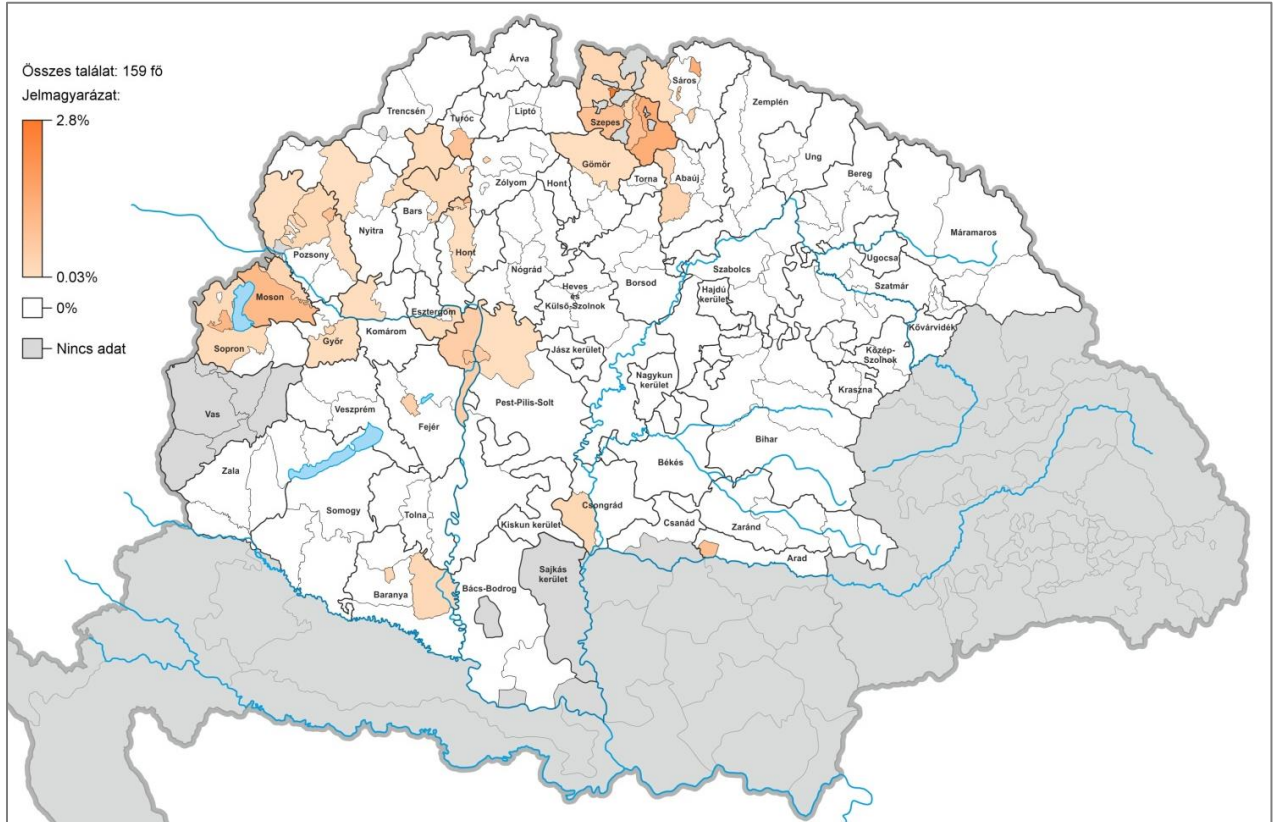 Összes találat: 159 fő
Jelmagyarázat:
2.8%
0.03%
0%
Nincs adat
Árva
Trencsén
Turóc
Liptó
Szepes
Sáros
Zemplén
Ung
Bereg
Máramaros
Gömör
Zólyom
Hont
Torna
Abaúj
Nyitra
Bars
Pozsony
Hont
Nógrád
Heves
és
Külső-Szolnok
Borsod
Szabolcs
Hajdú
kerület
Ugocsa
Szatmár
Moson
Sopron
Győr
Komárom
Esztergom
Jász kerület
Kővárvidék
Közép-
Szolnok
Kraszna
Nagykun
kerület
Vas
Veszprém
Fejér
Pest-Pilis-Solt
Bihar
Zala
Somogy
Tolna
Békés
Csongrád
Csanád
Zaránd
Arad
Kiskun kerület
Sajkás
kerület
Baranya
Bács-Bodrog